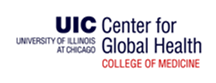 UIC Center for
UNIVERSITY OF ILLINOIS
AT CHICAGO
Global Health
COLLEGE OF MEDICINE